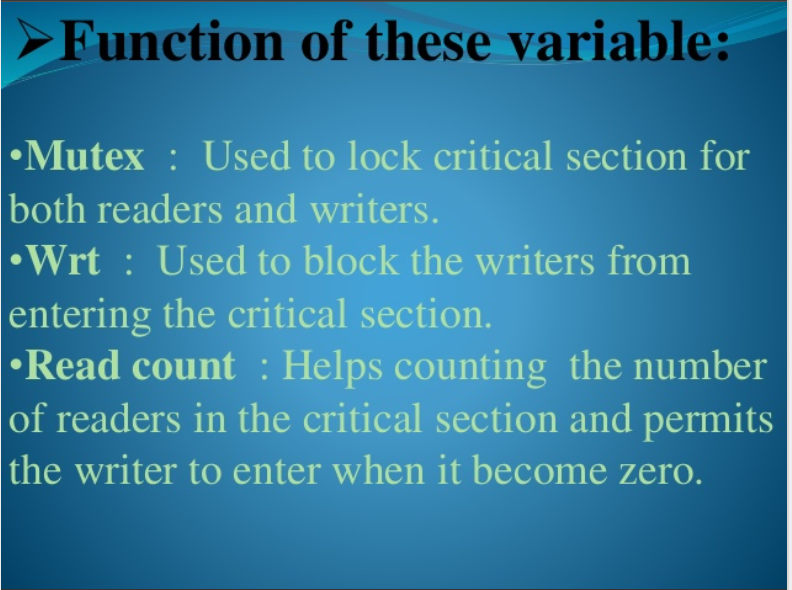 ➢Function of these variable:
•Mutex : Used to lock critical section for
both readers and writers.
•Wrt : Used to block the writers from
entering the critical section.
•Read count : Helps counting the number
of readers in the critical section and permits
the writer to enter when it become zero.